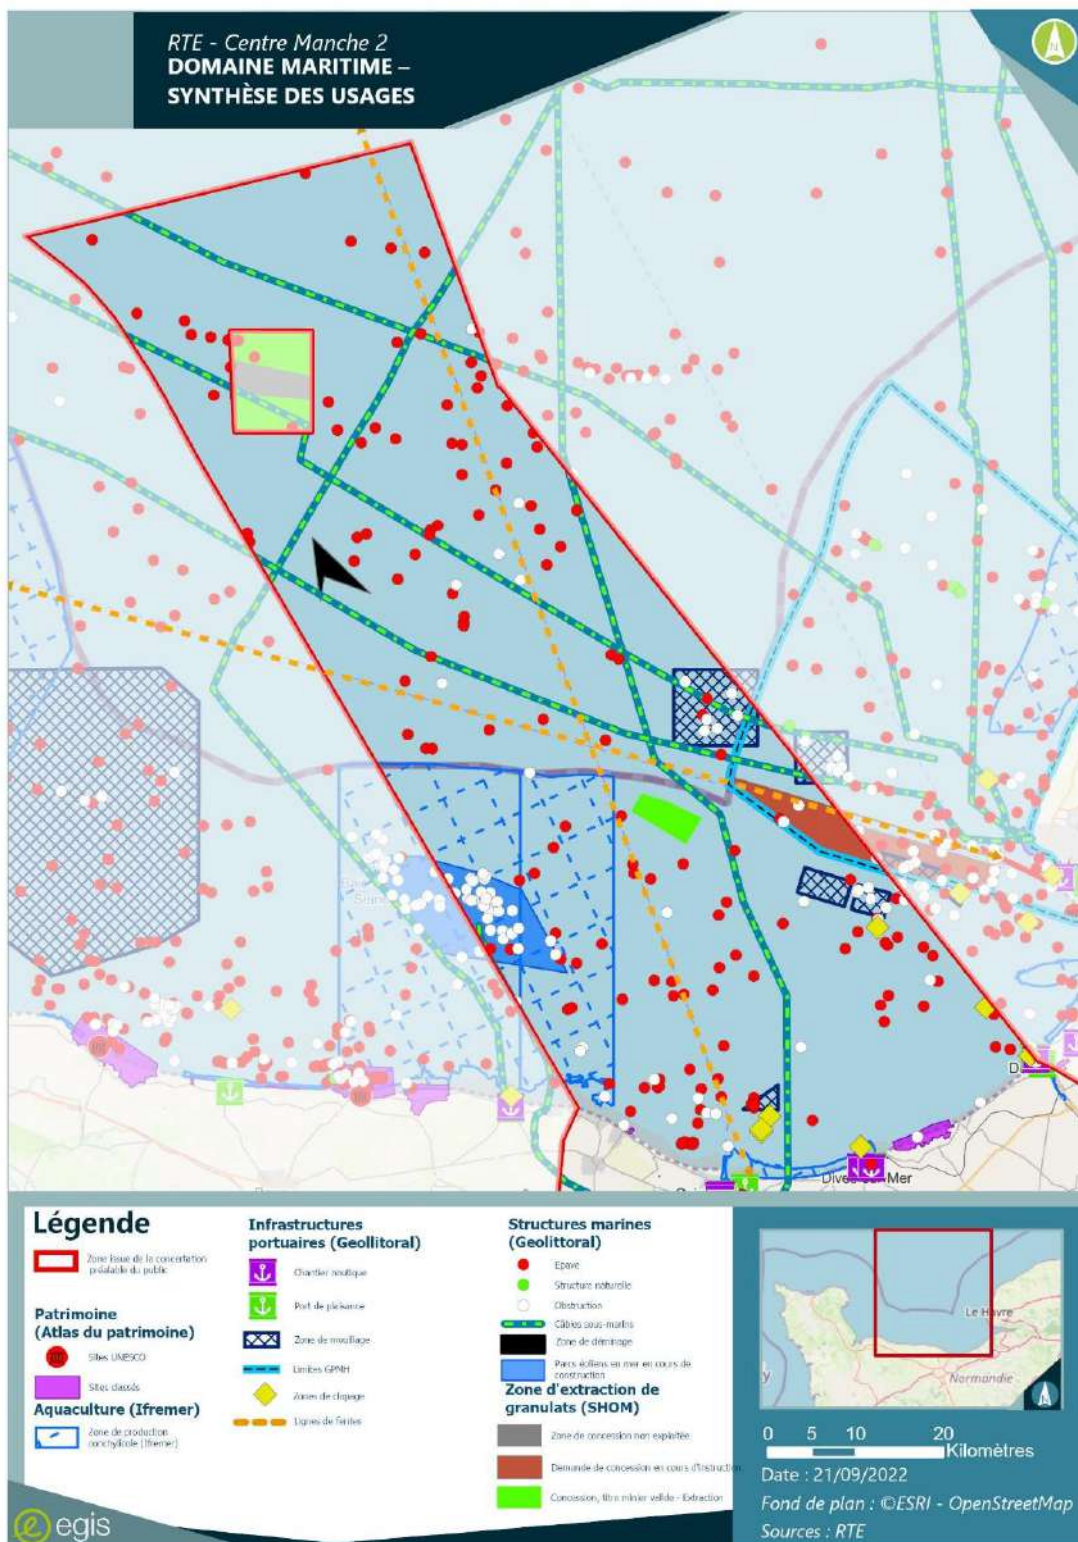 RTE - Centre Manche 2
DOMAINE MARITIME –
SYNTHÈSE DES USAGES
N
D
Dives-sur-Mer
Légende
Zone issue de la concertation
préalable du public
Patrimoine
(Atlas du patrimoine)
Sites UNESCO
Sites classés
Aquaculture (Ifremer)
Zone de production
conchylicole (Ifremer)
Infrastructures
portuaires (Geollitoral)
Chantier nautique
Port de plaisance
Zone de mouillage
Limites GPMH
Zones de clapage
Lignes de ferries
Structures marines
(Geolittoral)
Epave
Structure naturelle
Obstruction
Câbles sous-marins
Zone de déminage
Parcs éoliens en mer en cours de
construction
Zone d'extraction de
granulats (SHOM)
Zone de concession non exploitée
Demande de concession en cours d'instruction
Concession, titre minier valide - Extraction
Le Havre
Normandie
y
0 5 10 20
Kilomètres
Date : 21/09/2022
Fond de plan : ©ESRI - OpenStreetMap
Sources : RTE
egis